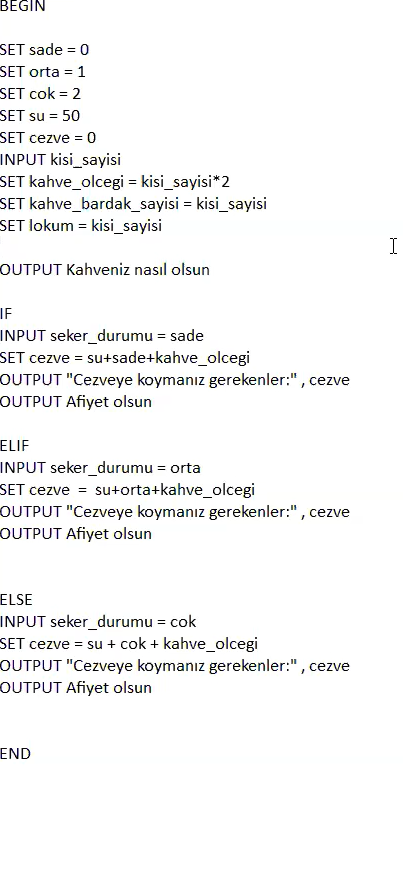 BEGIN
SET sade = 0
SET orta = 1
SET cok = 2
SET su = 50
SET cezve = 0
INPUT kisi_sayisi
SET kahve_olcegi = kisi_sayisi*2
SET kahve_bardak_sayisi = kisi_sayisi
SET lokum = kisi_sayisi
OUTPUT Kahveniz nasıl olsun
IF
INPUT seker_durumu = sade
SET cezve = su+sade+kahve_olcegi
OUTPUT "Cezveye koymanız gerekenler:" , cezve
OUTPUT Afiyet olsun
ELIF
INPUT seker_durumu = orta
SET cezve  =  su+orta+kahve_olcegi
OUTPUT "Cezveye koymanız gerekenler:" , cezve
OUTPUT Afiyet olsun
ELSE
INPUT seker_durumu = cok
SET cezve = su + cok + kahve_olcegi
OUTPUT "Cezveye koymanız gerekenler:" , cezve
OUTPUT Afiyet olsun
END